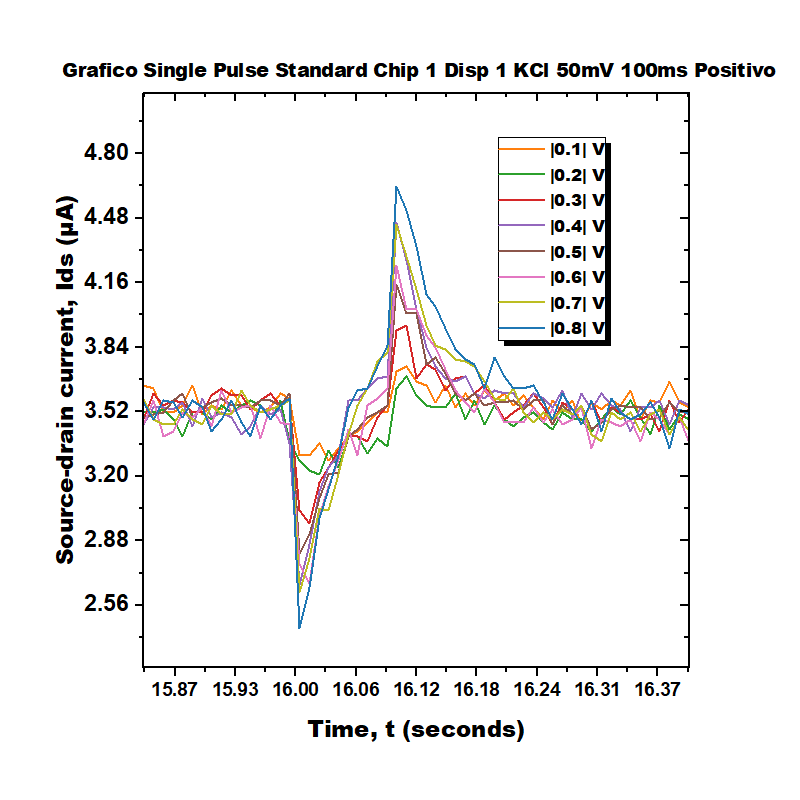 Grafico Single Pulse Standard Chip 1 Disp 1 KCl 50mV 100ms Positivo
Source-drain current, Ids (µA)
4.80
4.48
4.16
3.84
3.52
3.20
2.88
2.56
|0.1| V
|0.2| V
|0.3| V
|0.4| V
|0.5| V
|0.6| V
|0.7| V
|0.8| V
15.87 15.93 16.00 16.06 16.12 16.18 16.24 16.31 16.37
Time, t (seconds)